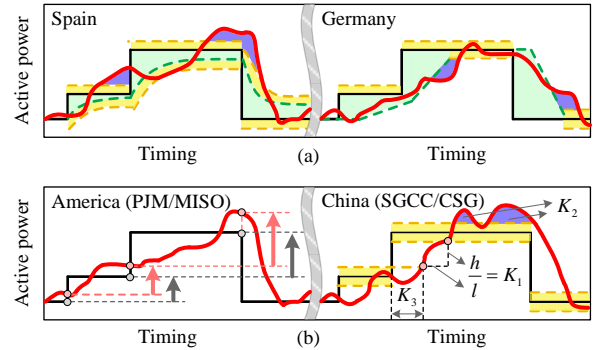 Spain
Germany
Active power
Timing
Timing
(a)
America (PJM/MISO)
China (SGCC/CSG)
Active power
K₂
h
l
= K₁
K₃
Timing
Timing
(b)